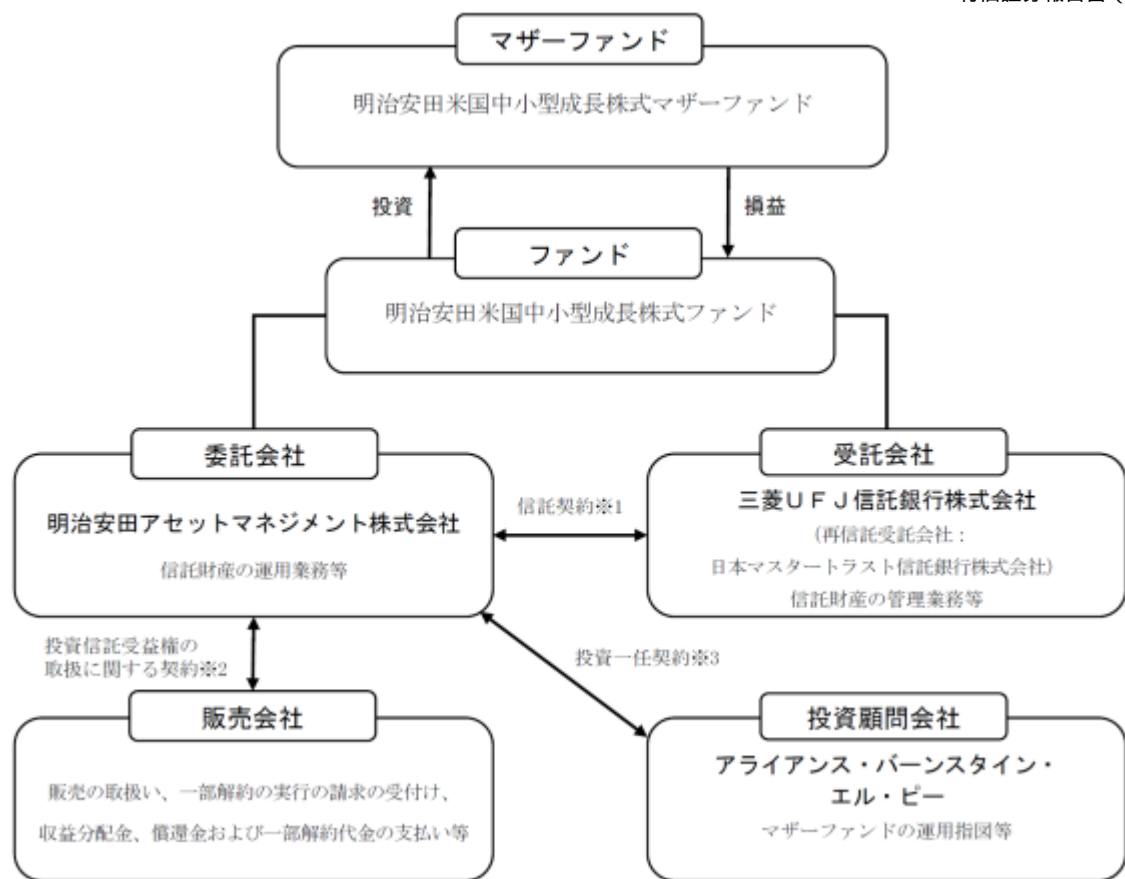 マザーファンド
明治安田米国中小型成長株式マザーファンド
投資
損益
ファンド
明治安田米国中小型成長株式ファンド
委託会社
明治安田アセットマネジメント株式会社
信託財産の運用業務等
信託契約※1
受託会社
三菱UFJ信託銀行株式会社
(再信託受託会社:
日本マスタートラスト信託銀行株式会社)
信託財産の管理業務等
投資信託受益権の
取扱に関する契約※2
投資一任契約※3
販売会社
販売の取扱い、一部解約の実行の請求の受付け、
収益分配金、償還金および一部解約代金の支払い等
投資顧問会社
アライアンス・バーンスタイン・
エル・ピー
マザーファンドの運用指図等